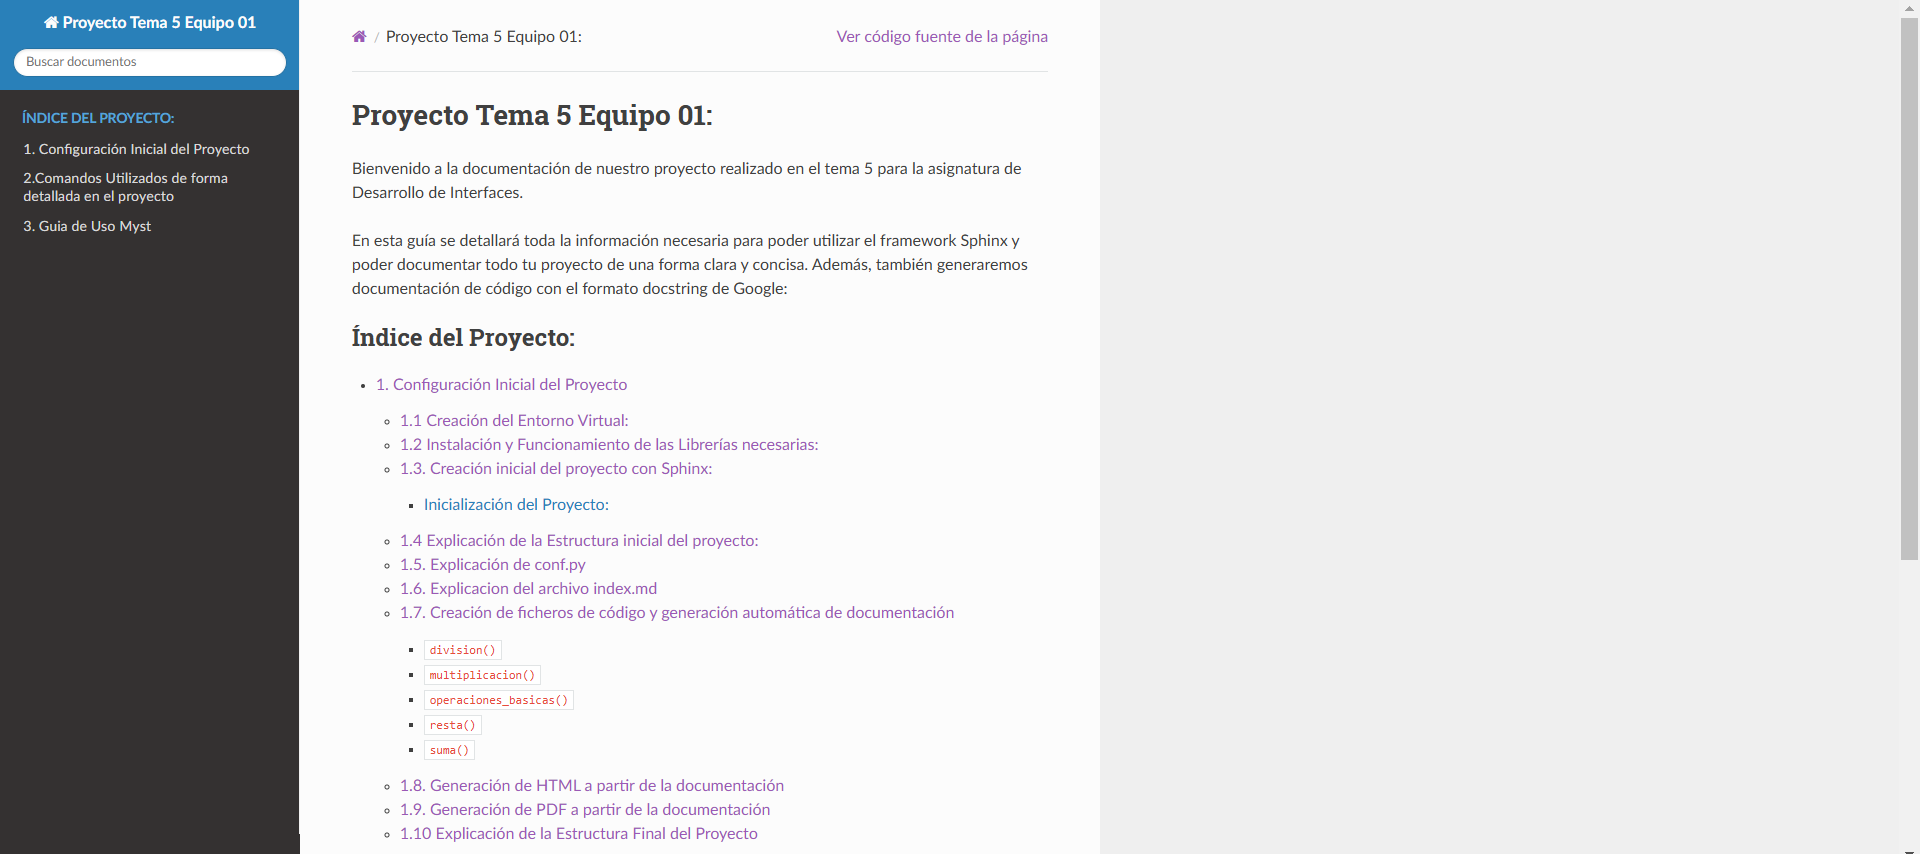 Proyecto Tema 5 Equipo 01
Buscar documentos
ÍNDICE DEL PROYECTO:
1. Configuración Inicial del Proyecto
2.Comandos Utilizados de forma
detallada en el proyecto
3. Guia de Uso Myst
/ Proyecto Tema 5 Equipo 01:
Ver código fuente de la página
Proyecto Tema 5 Equipo 01:
Bienvenido a la documentación de nuestro proyecto realizado en el tema 5 para la asignatura de
Desarrollo de Interfaces.
En esta guía se detallará toda la información necesaria para poder utilizar el framework Sphinx y
poder documentar todo tu proyecto de una forma clara y concisa. Además, también generaremos
documentación de código con el formato docstring de Google:
Índice del Proyecto:
1. Configuración Inicial del Proyecto
1.1 Creación del Entorno Virtual:
1.2 Instalación y Funcionamiento de las Librerías necesarias:
1.3. Creación inicial del proyecto con Sphinx:
Inicialización del Proyecto:
1.4 Explicación de la Estructura inicial del proyecto:
1.5. Explicación de conf.py
1.6. Explicacion del archivo index.md
1.7. Creación de ficheros de código y generación automática de documentación
division()
multiplicacion()
operaciones_basicas()
resta()
suma()
1.8. Generación de HTML a partir de la documentación
1.9. Generación de PDF a partir de la documentación
1.10 Explicación de la Estructura Final del Proyecto